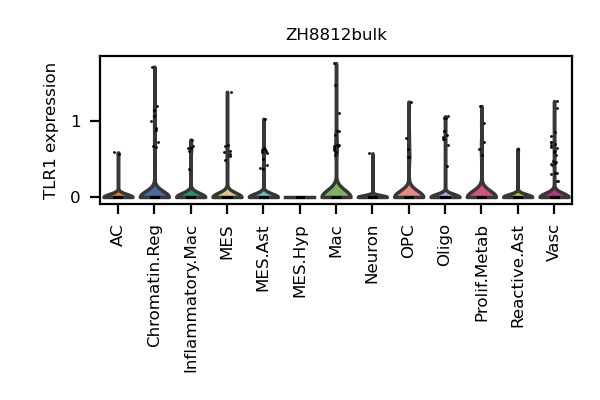 ZH8812bulk
TLR1 expression
1
0
AC
Chromatin.Reg
Inflammatory.Mac
MES
MES.Ast
MES.Hyp
Mac
Neuron
OPC
Oligo
Prolif.Metab
Reactive.Ast
Vasc